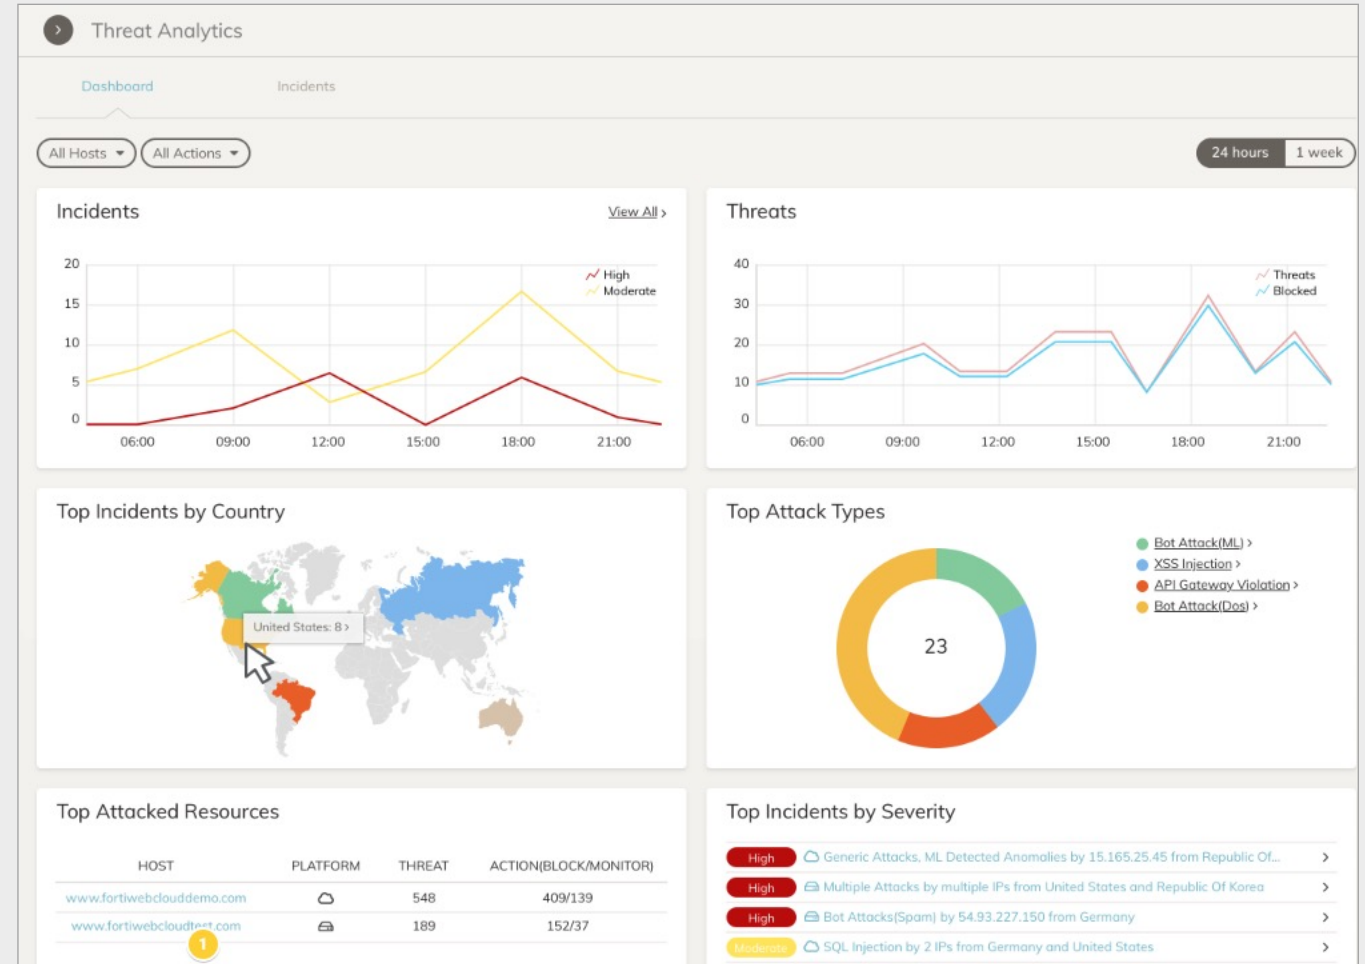 Threat Analytics
Dashboard Incidents
All Hosts All Actions 24 hours 1 week
Incidents View All
20
15
10
5
0
High
Moderate
06:00 09:00 12:00 15:00 18:00 21:00
Threats
40
30
20
10
0
Threats
Blocked
06:00 09:00 12:00 15:00 18:00 21:00
Top Incidents by Country
United States: 8
Top Attack Types
23
Bot Attack(ML)
XSS Injection
API Gateway Violation
Bot Attack(Dos)
Top Attacked Resources
HOST PLATFORM THREAT ACTION(BLOCK/MONITOR)
www.fortiwebclouddemo.com 548 409/139
www.fortiwebcloudtest.com 189 152/37
1
Top Incidents by Severity
High Generic Attacks, ML Detected Anomalies by 15.165.25.45 from Republic Of...
High Multiple Attacks by multiple IPs from United States and Republic Of Korea
High Bot Attacks(Spam) by 54.93.227.150 from Germany
Moderate SQL Injection by 2 IPs from Germany and United States